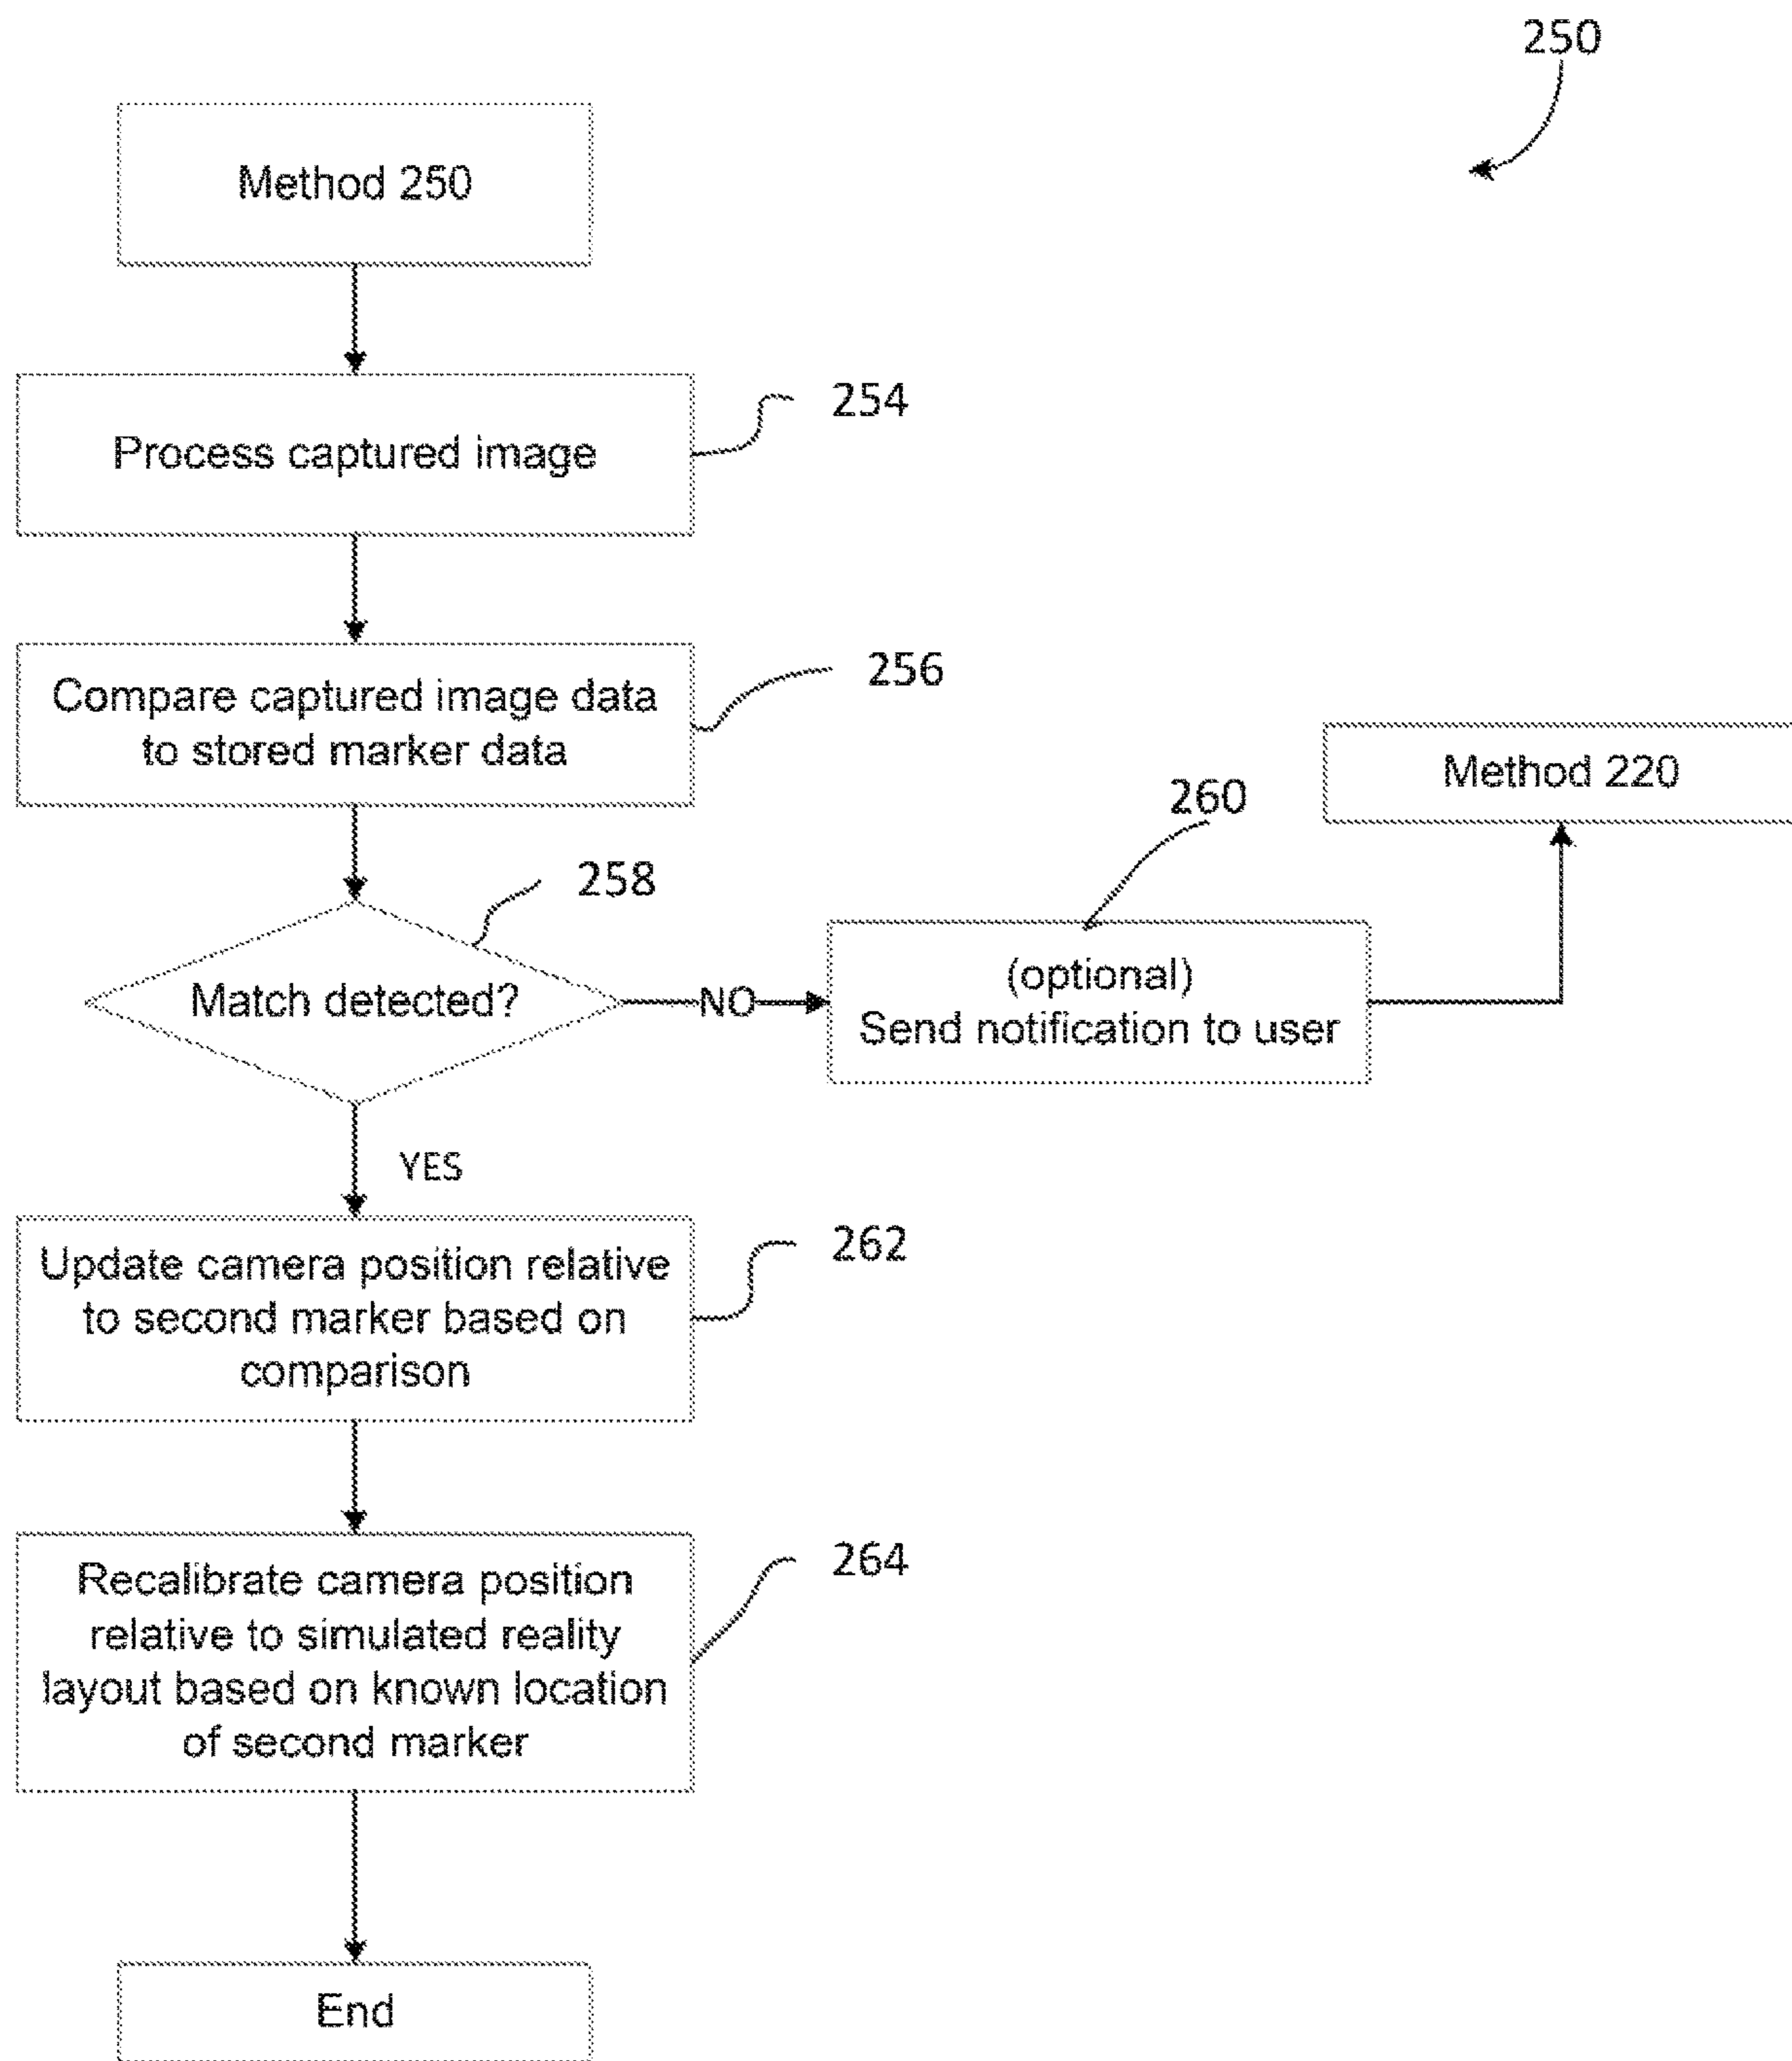 250
Method 250
254
Process captured image
256
Compare captured image data
to stored marker data
Method 220
260
258
Match detected?
NO
(optional)
Send notification to user
YES
262
Update camera position relative
to second marker based on
comparison
264
Recalibrate camera position
relative to simulated reality
layout based on known location
of second marker
End